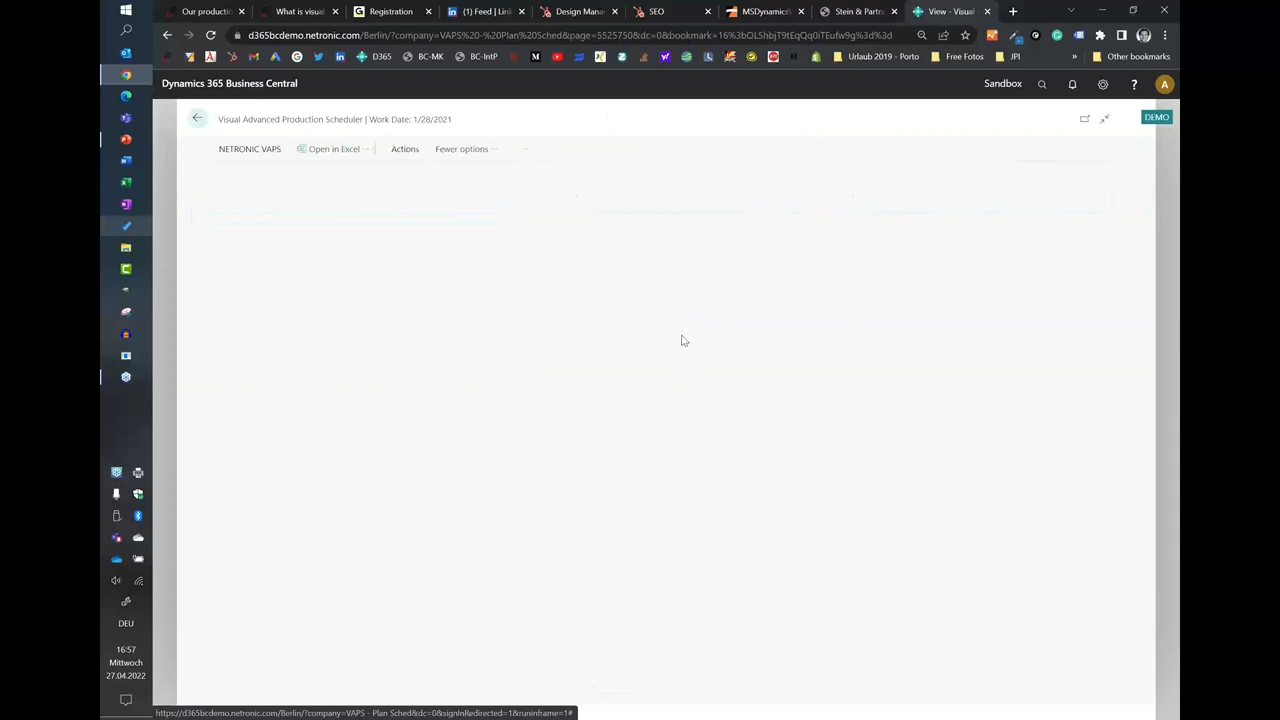 Our producti
What is visual
Registration
(1) Feed | Link
Design Mana
SEO
MSDynamicsV
Stein & Partn
View - Visual
d365bcdemo.netronic.com/Berlin/?company=VAPS%20-%20Plan%20Sched&page=5525750&dc=0&bookmark=16%3bOL5hbjT9tEqQq0iTEufw9g%3d%3d
D365
BC-MK
BC-IntP
Urlaub 2019 - Porto
Free Fotos
JPI
»
Other bookmarks
Dynamics 365 Business Central
Sandbox
A
Visual Advanced Production Scheduler | Work Date: 1/28/2021
DEMO
NETRONIC VAPS
Open in Excel
Actions
Fewer options
DEU
16:57
Mittwoch
27.04.2022
https://d365bcdemo.netronic.com/Berlin/?company=VAPS - Plan Sched&dc=0&signInRedirected=1&runinframe=1#